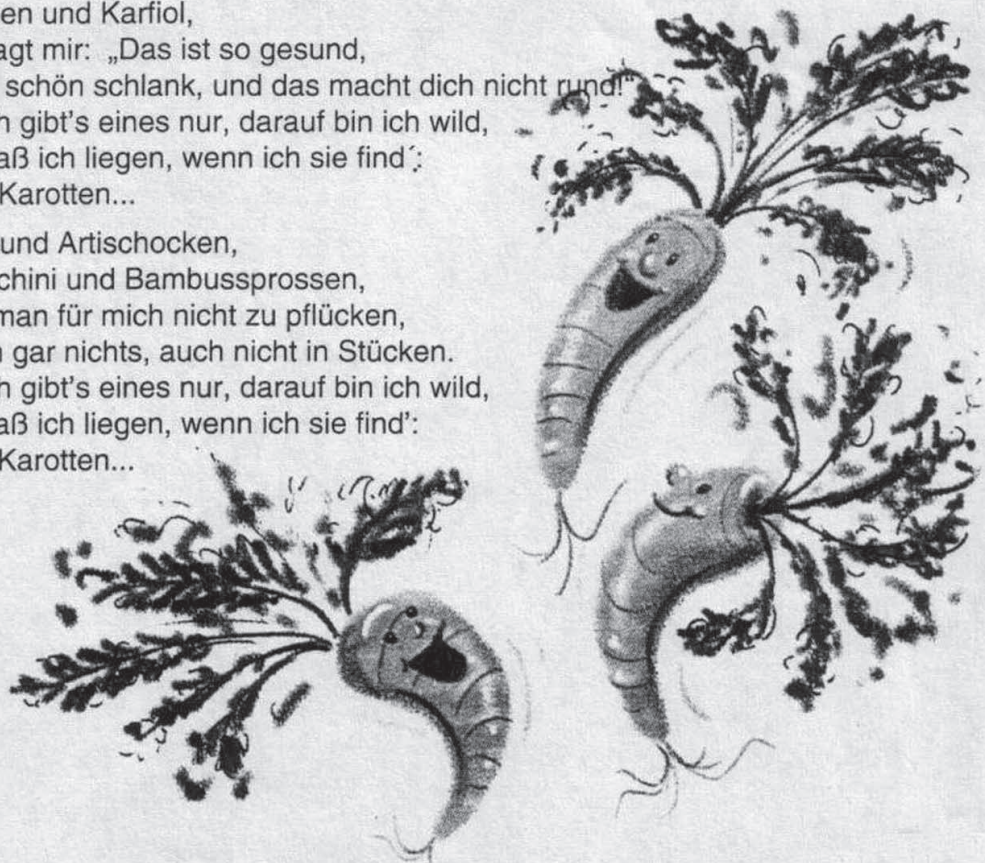 en und Karfiol,
agt mir: „Das ist so gesund,
schön schlank, und das macht dich nicht rund!“
h gibt's eines nur, darauf bin ich wild,
aß ich liegen, wenn ich sie find´:
Karotten...
und Artischocken,
chini und Bambussprossen,
man für mich nicht zu pflücken,
n gar nichts, auch nicht in Stücken.
h gibt's eines nur, darauf bin ich wild,
aß ich liegen, wenn ich sie find':
Karotten...